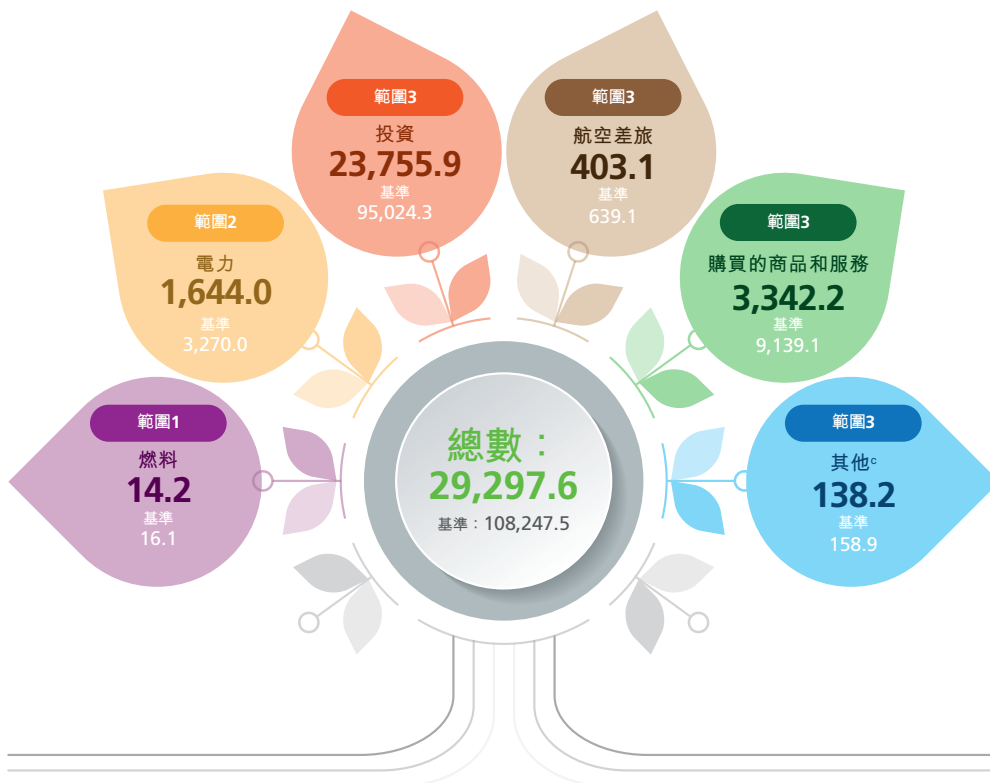 範圍3
投資
23,755.9
基準
95,024.3
範圍3
航空差旅
403.1
基準
639.1
範圍2
電力
1,644.0
基準
3,270.0
範圍3
購買的商品和服務
3,342.2
基準
9,139.1
範圍1
燃料
14.2
基準
16.1
總數：
29,297.6
基準：108,247.5
範圍3
其他c
138.2
基準
158.9